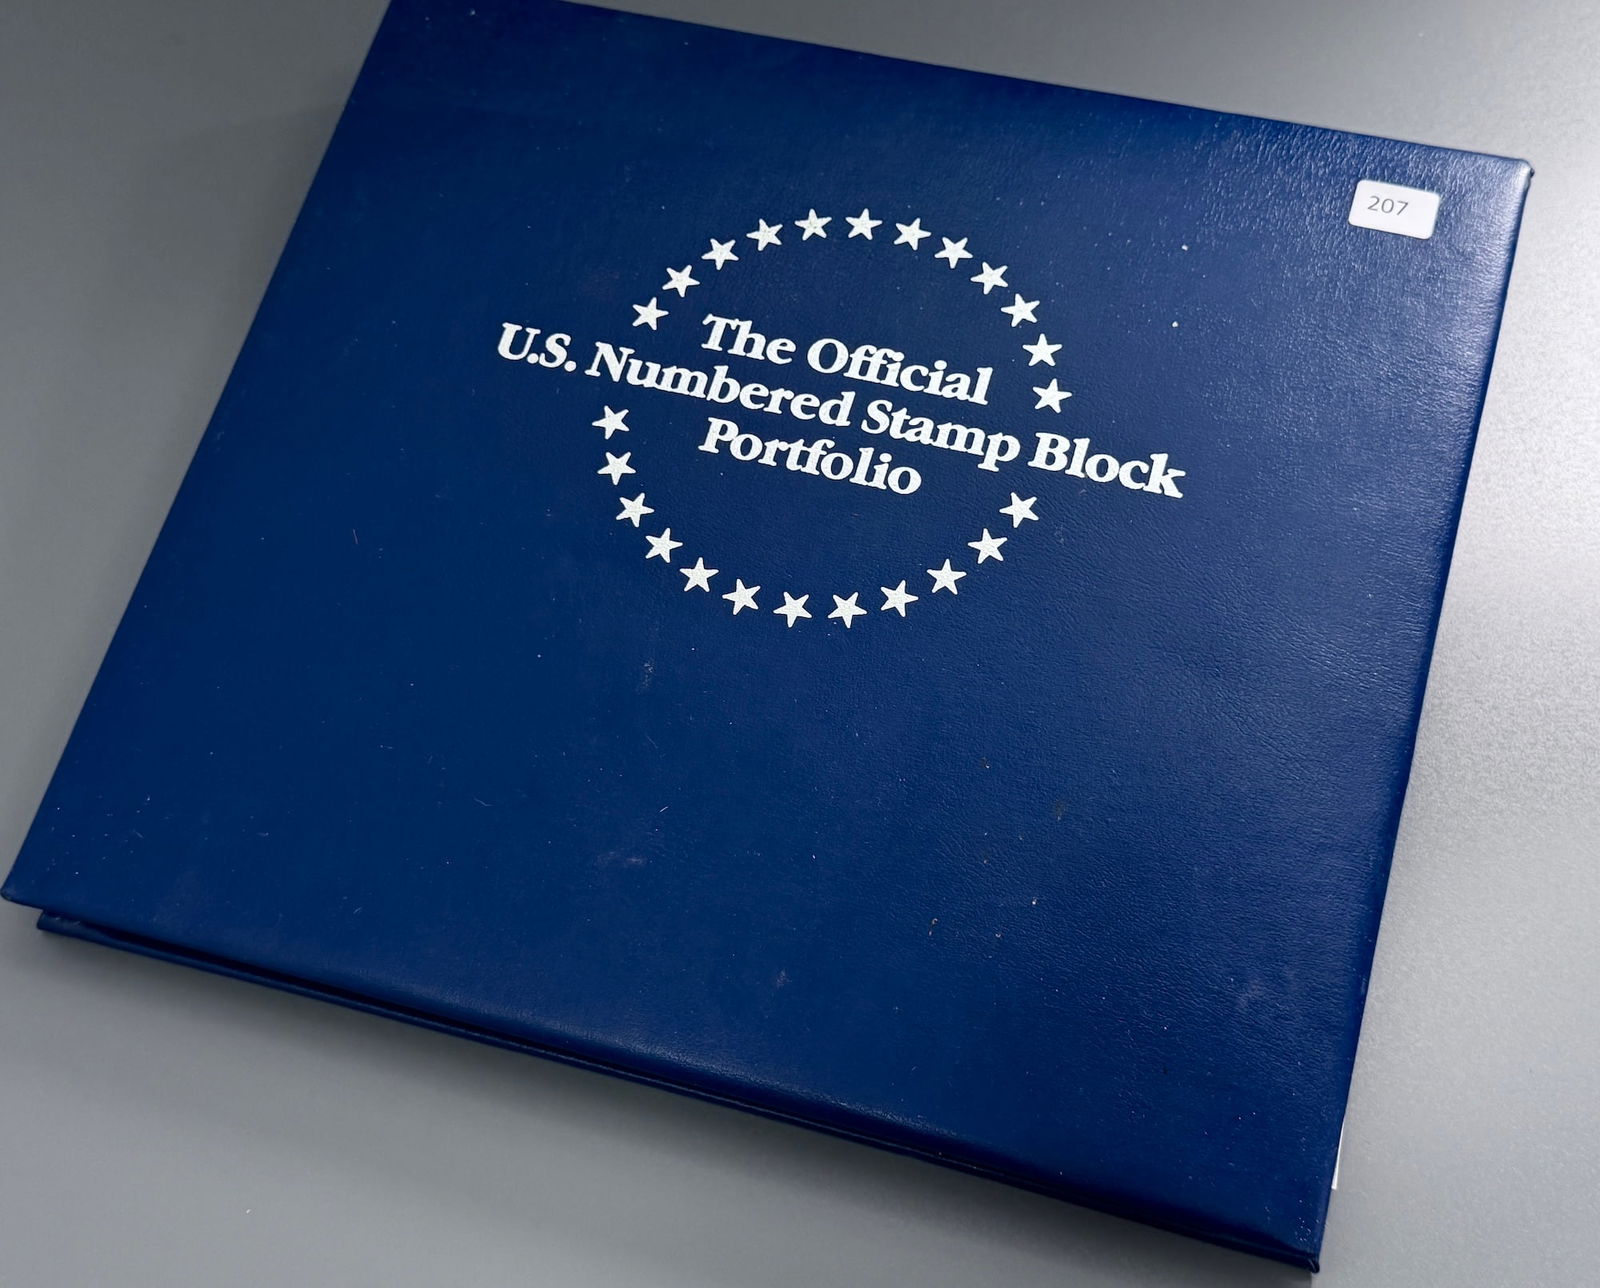 207
The Official
U.S. Numbered Stamp Block
Portfolio